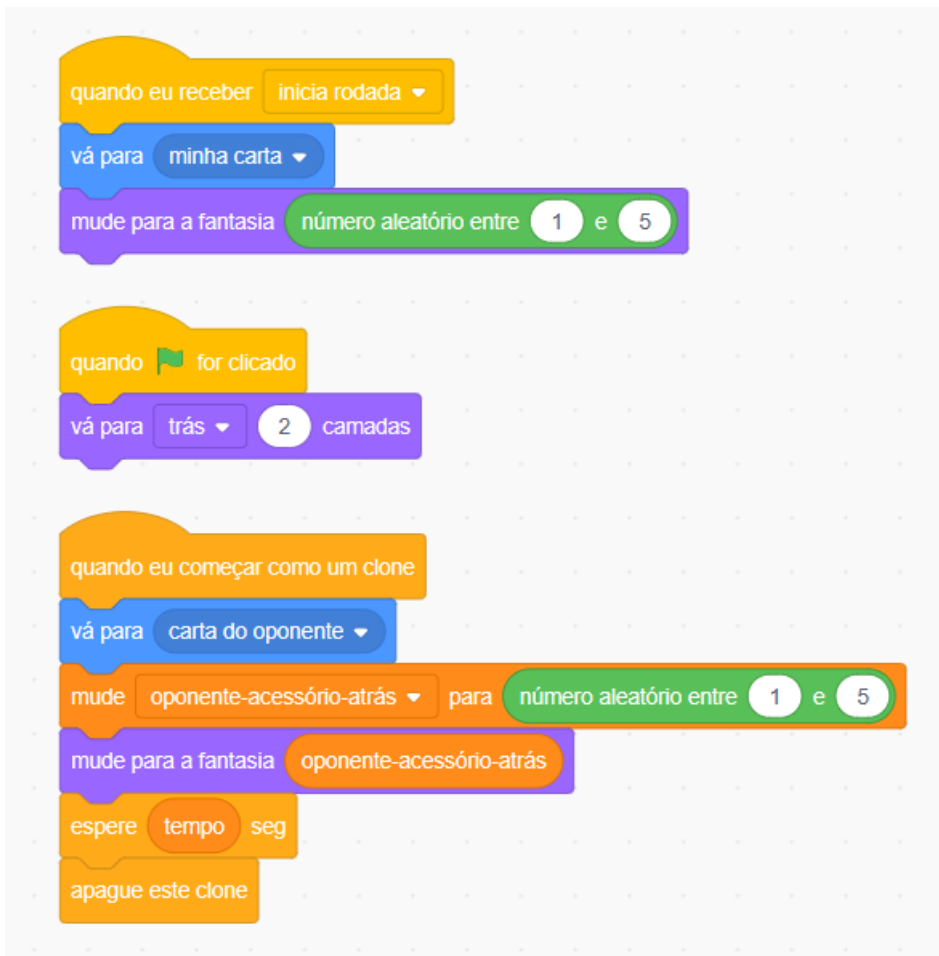 quando eu receber inicia rodada
vá para minha carta
mude para a fantasia número aleatório entre 1 e 5
quando for clicado
vá para trás 2 camadas
quando eu começar como um clone
vá para carta do oponente
mude oponente-acessório-atrás para número aleatório entre 1 e 5
mude para a fantasia oponente-acessório-atrás
espere tempo seg
apague este clone